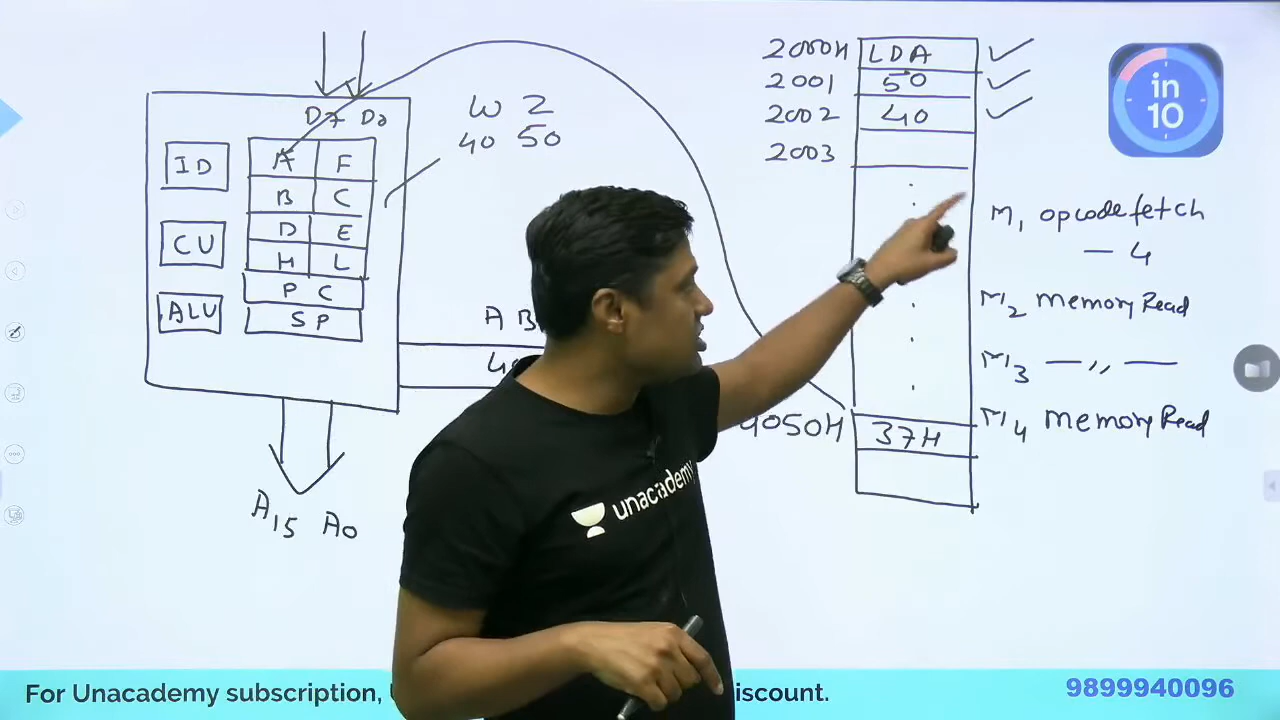 D7 D0
ID
A F
B C
CU
D E
H L
ALU
P C
S P
W Z
40 50
A B
A15 A0
2000H LDA
2001 50
2002 40
2003
4050H 37H
M1 opcode fetch
— 4
M2 Memory Read
M3 — ,, —
M4 Memory Read
in
10
unacademy
For Unacademy subscription,
discount.
9899940096